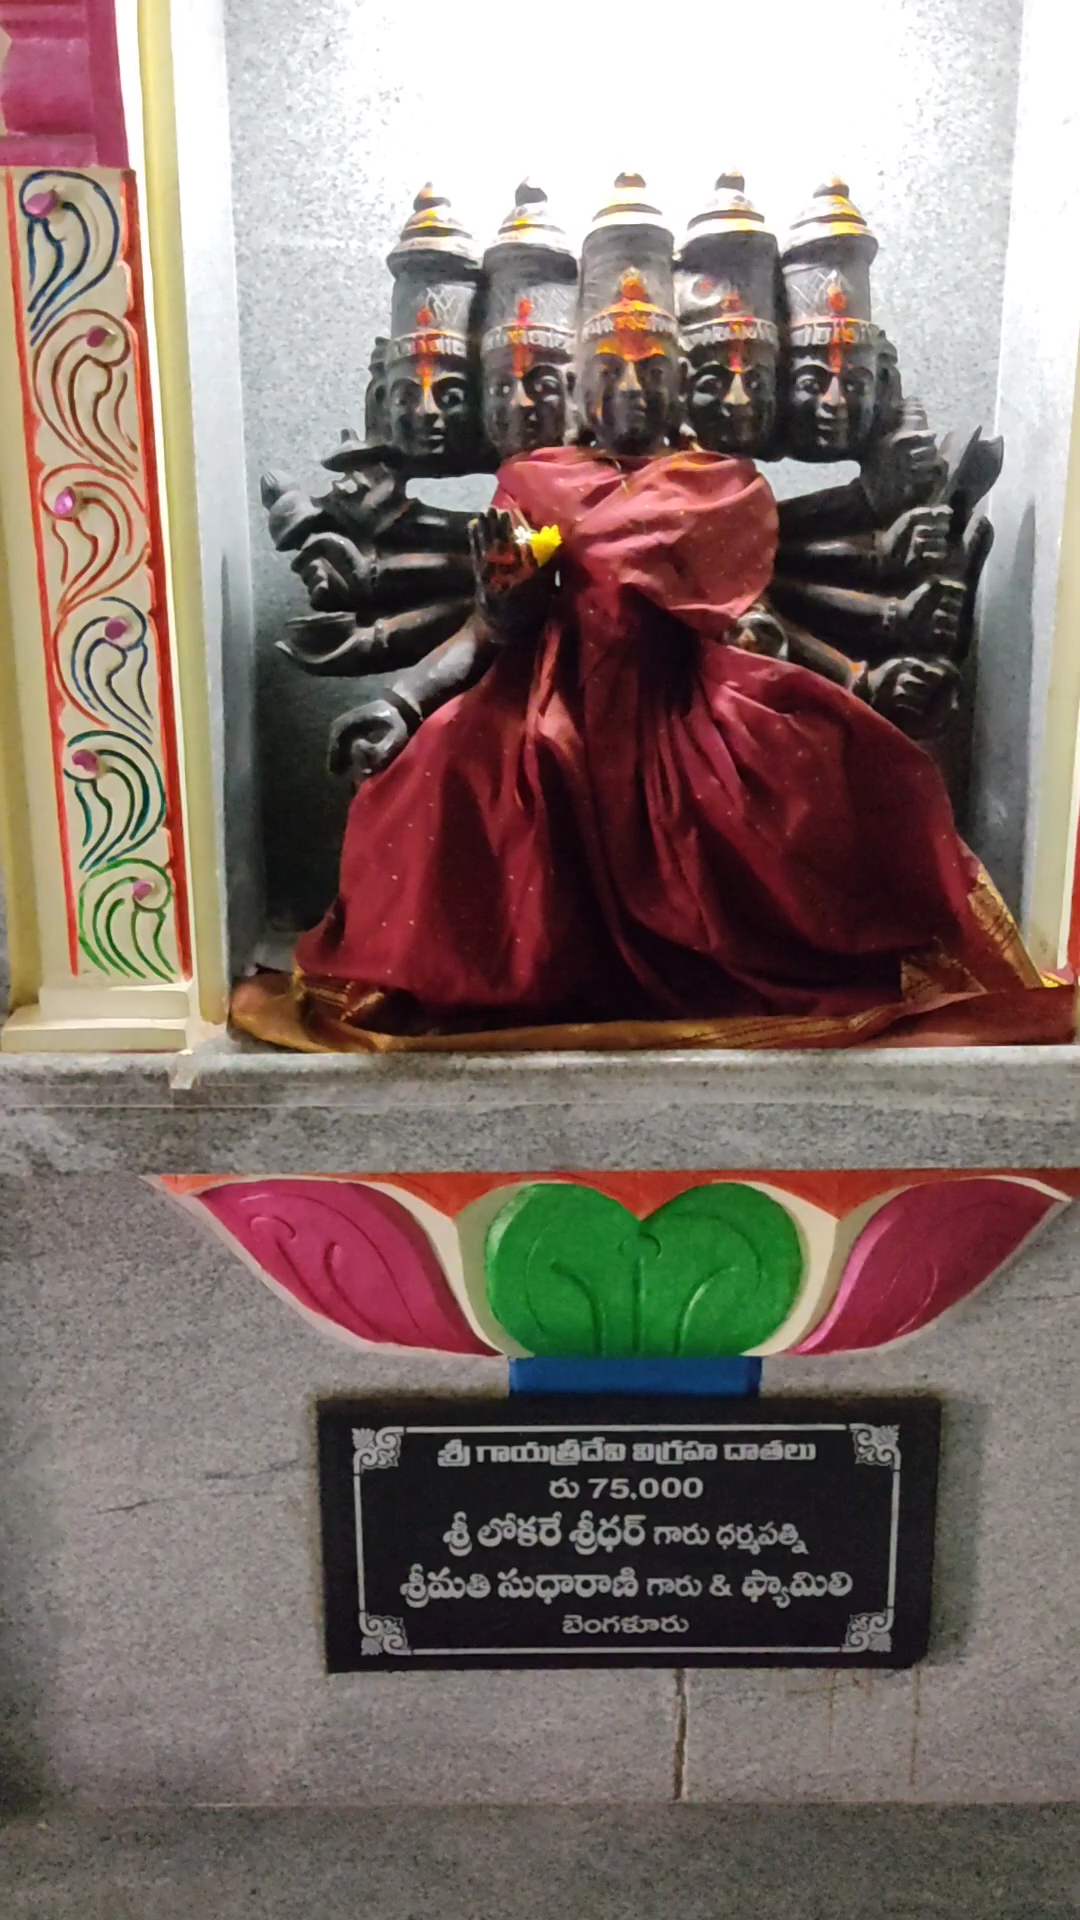 శ్రీ గాయత్రీదేవి విగ్రహ దాతలు
రు 75,000
శ్రీ లోకరే శ్రీధర్ గారు ధర్మపత్ని
శ్రీమతి సుధారాణి గారు & ఫ్యామిలి
బెంగళూరు